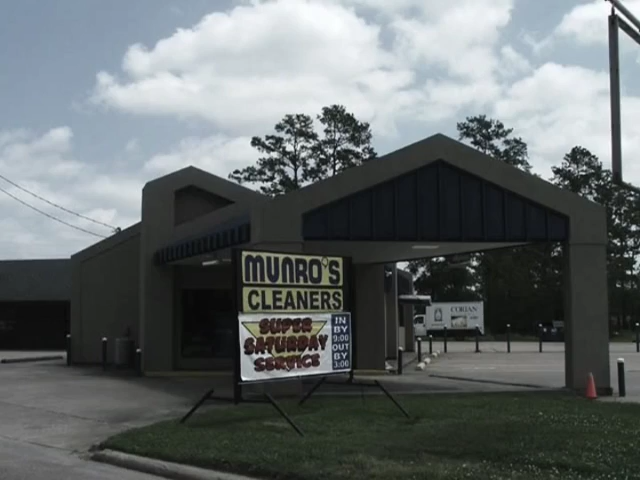 MUNRO'S
CLEANERS
SUPER
SATURDAY
SERVICE
IN
BY
9:00
OUT
BY
3:00
CORIAN